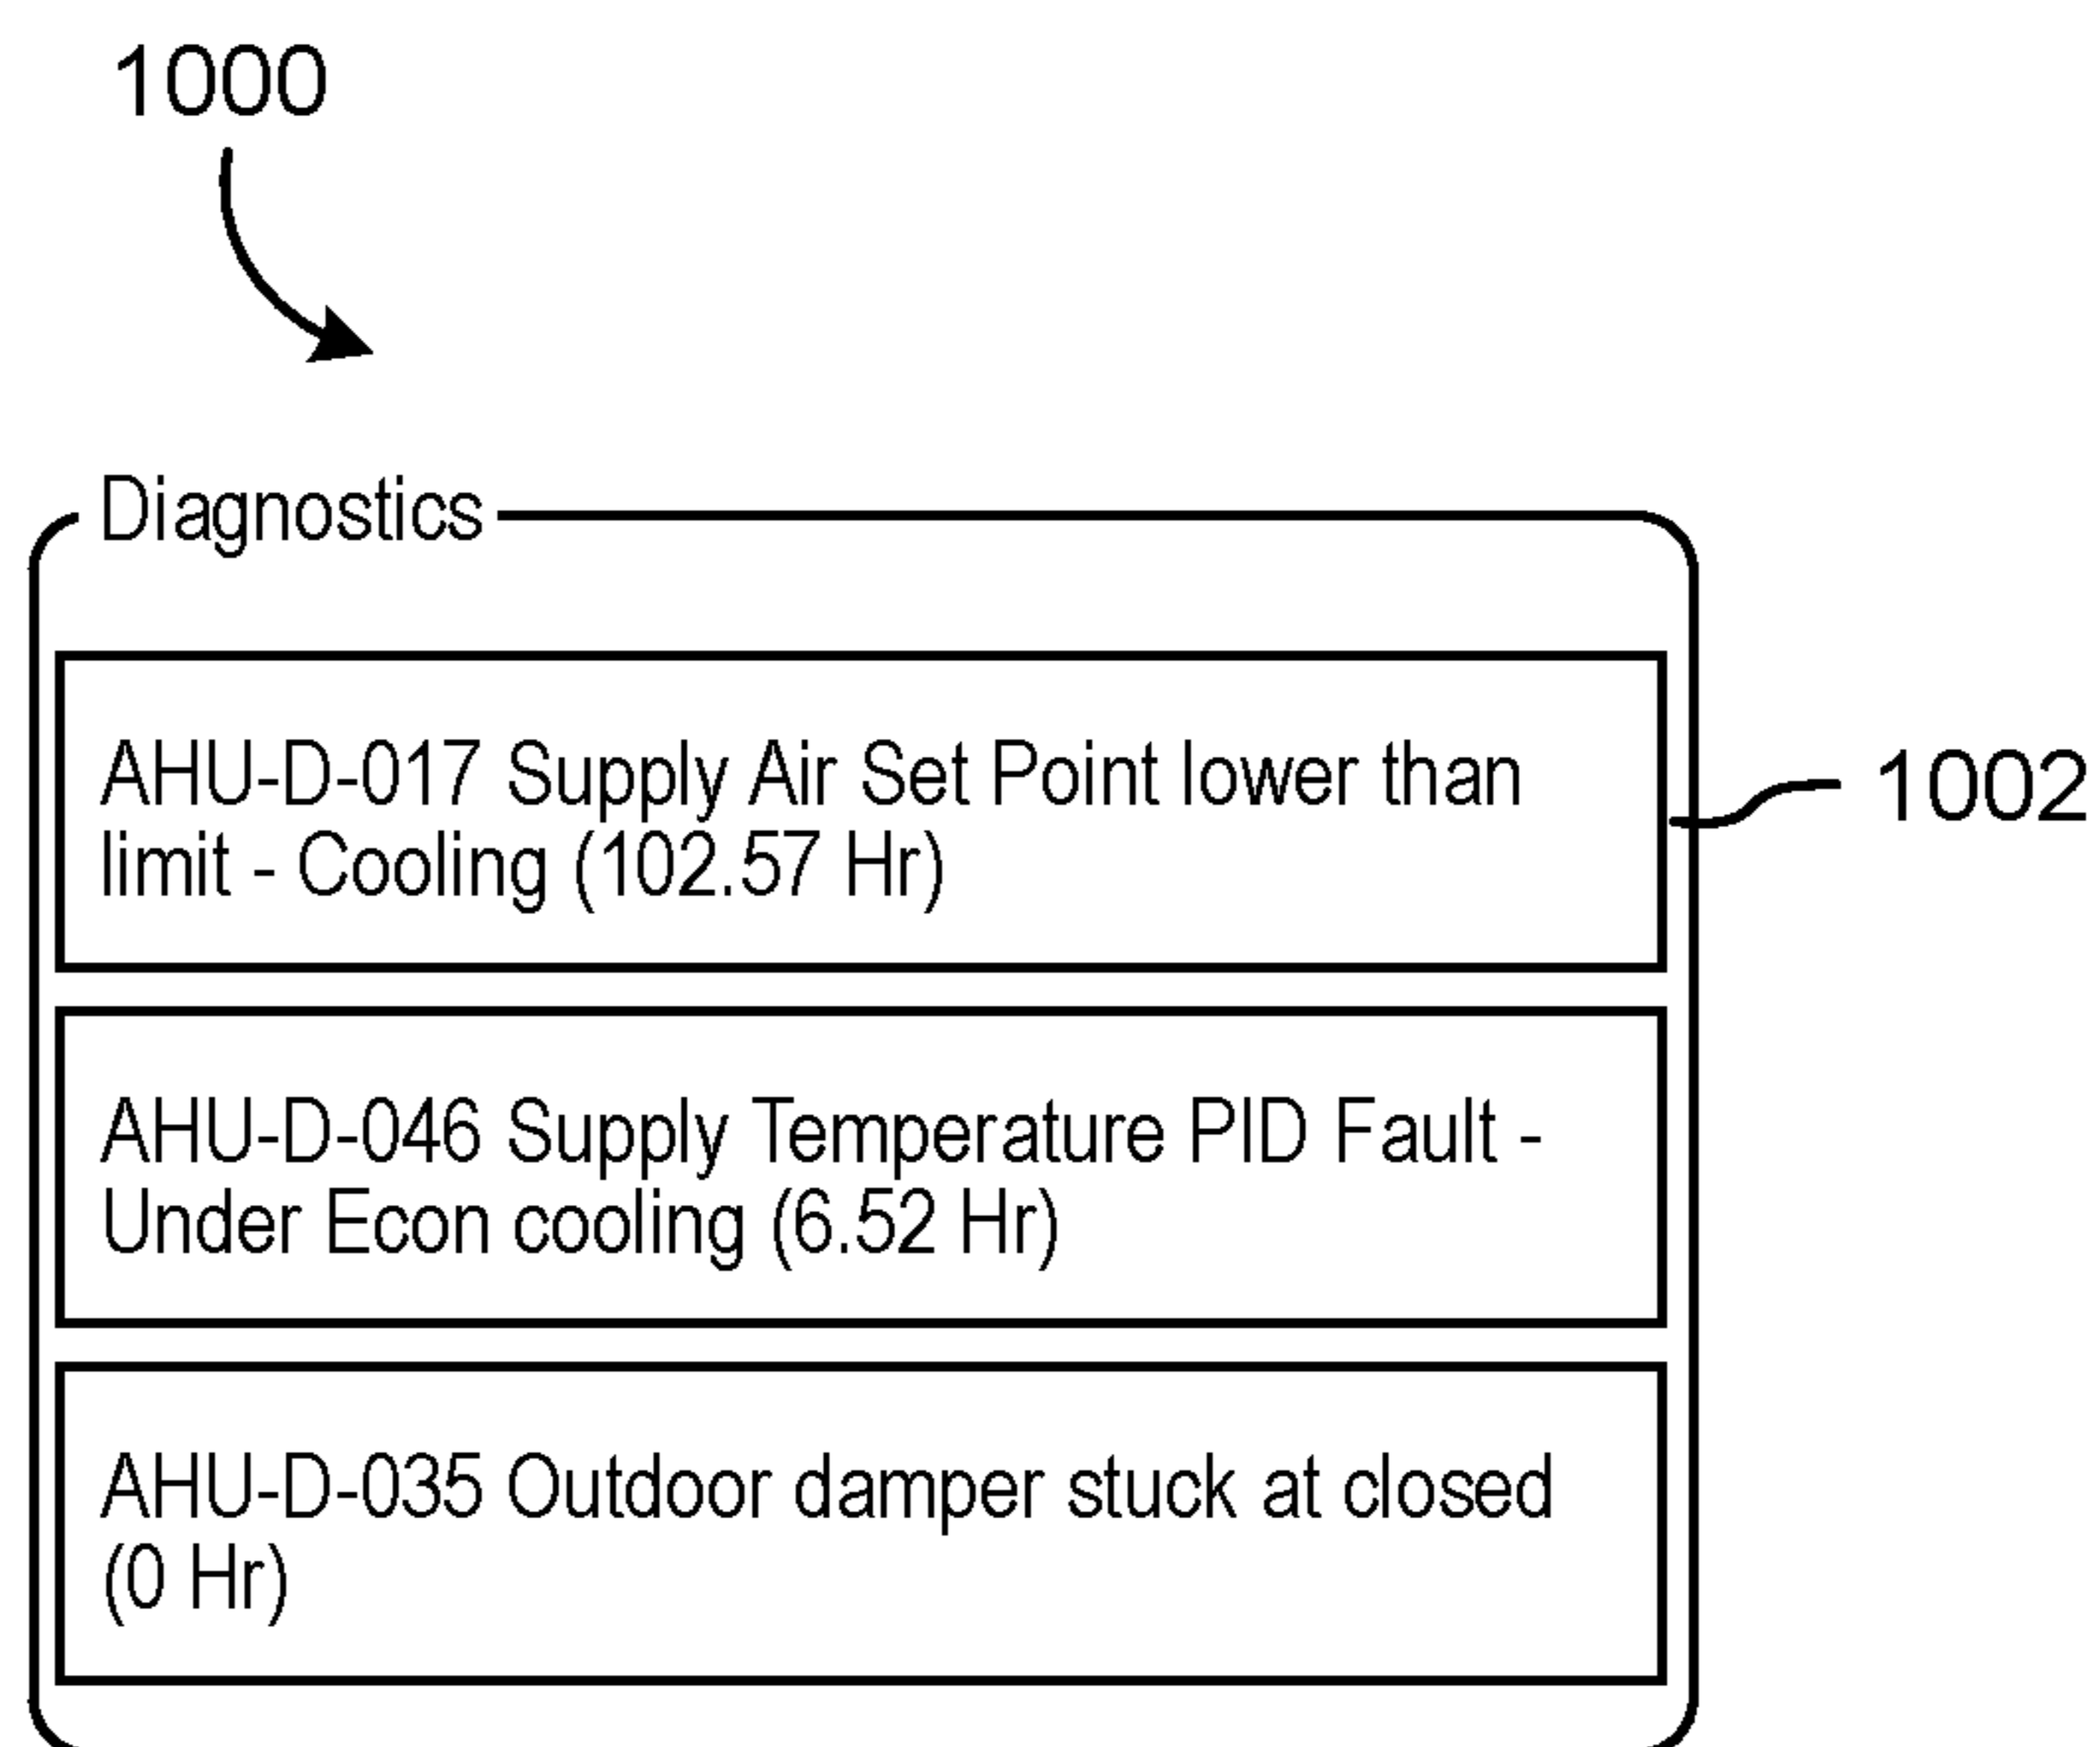 1000
Diagnostics
AHU-D-017 Supply Air Set Point lower than
limit - Cooling (102.57 Hr)
1002
AHU-D-046 Supply Temperature PID Fault -
Under Econ cooling (6.52 Hr)
AHU-D-035 Outdoor damper stuck at closed
(0 Hr)